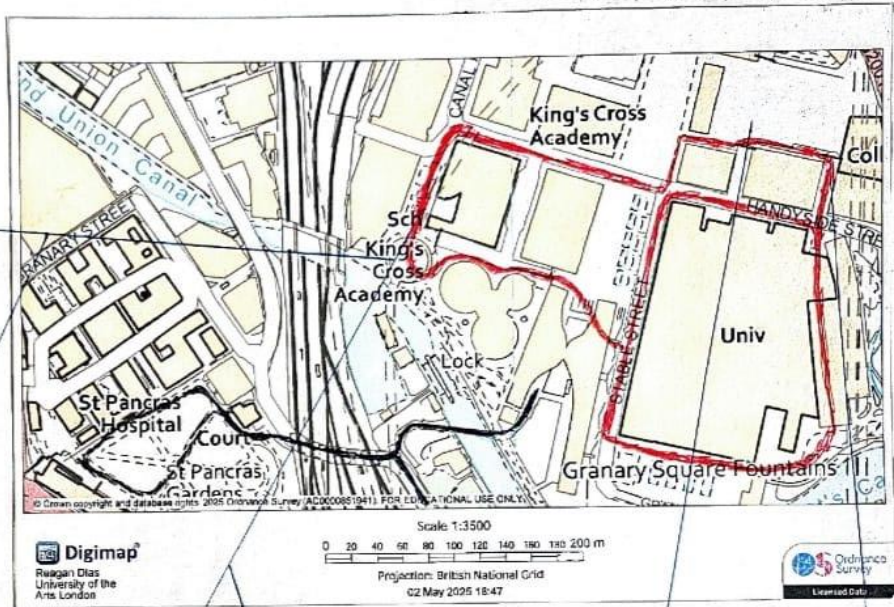 nd Union Canal
GRANARY STREET
CANAL
King's Cross
Academy
Coll
Sch
King's
Cross
Academy
HANDYSIDE STRE
STABLE STREET
Univ
Lock
St Pancras
Hospital
Court
St Pancras
Gardens
Granary Square Fountains
© Crown copyright and database rights 2025 Ordnance Survey (AC0000851941). FOR EDUCATIONAL USE ONLY.
Scale 1:3500
0 20 40 60 80 100 120 140 160 180 200 m
Projection: British National Grid
02 May 2025 18:47
Digimap
Reagan Dias
University of the
Arts London
Ordnance
Survey
Licensed Data